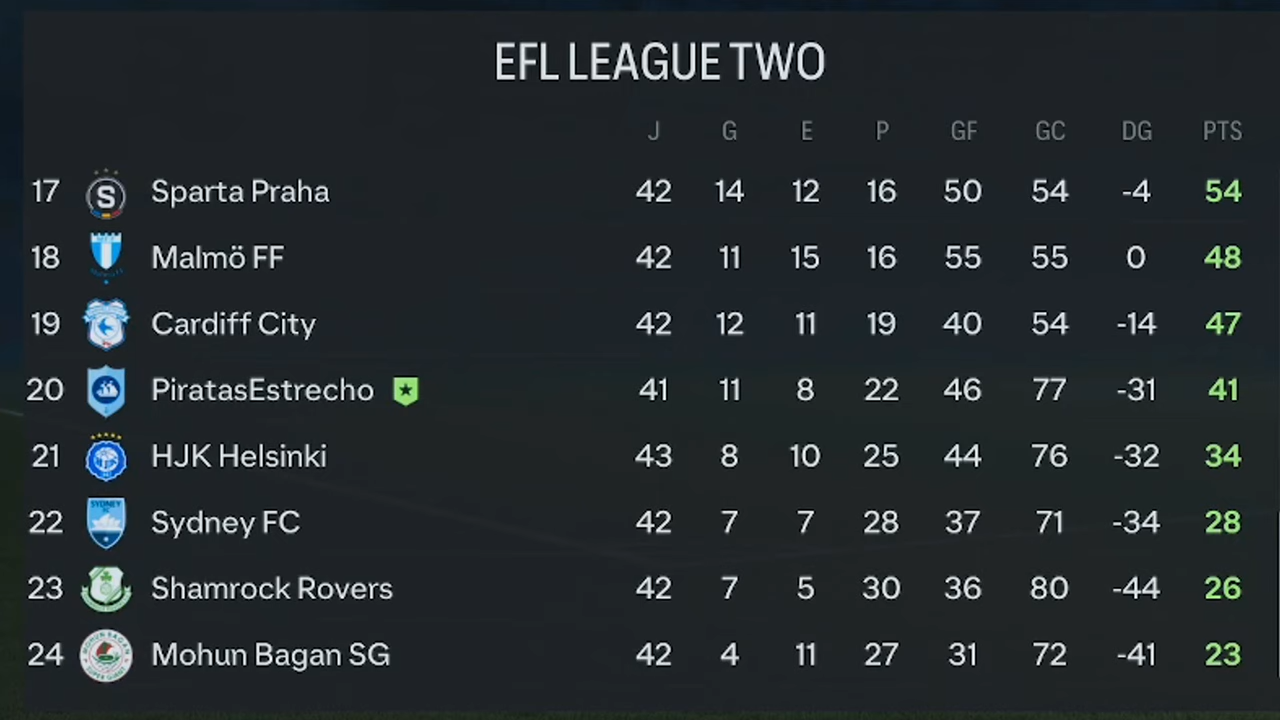 EFL LEAGUE TWO
J G E P GF GC DG PTS
17 Sparta Praha 42 14 12 16 50 54 -4 54
18 Malmö FF 42 11 15 16 55 55 0 48
19 Cardiff City 42 12 11 19 40 54 -14 47
20 PiratasEstrecho 41 11 8 22 46 77 -31 41
21 HJK Helsinki 43 8 10 25 44 76 -32 34
22 Sydney FC 42 7 7 28 37 71 -34 28
23 Shamrock Rovers 42 7 5 30 36 80 -44 26
24 Mohun Bagan SG 42 4 11 27 31 72 -41 23